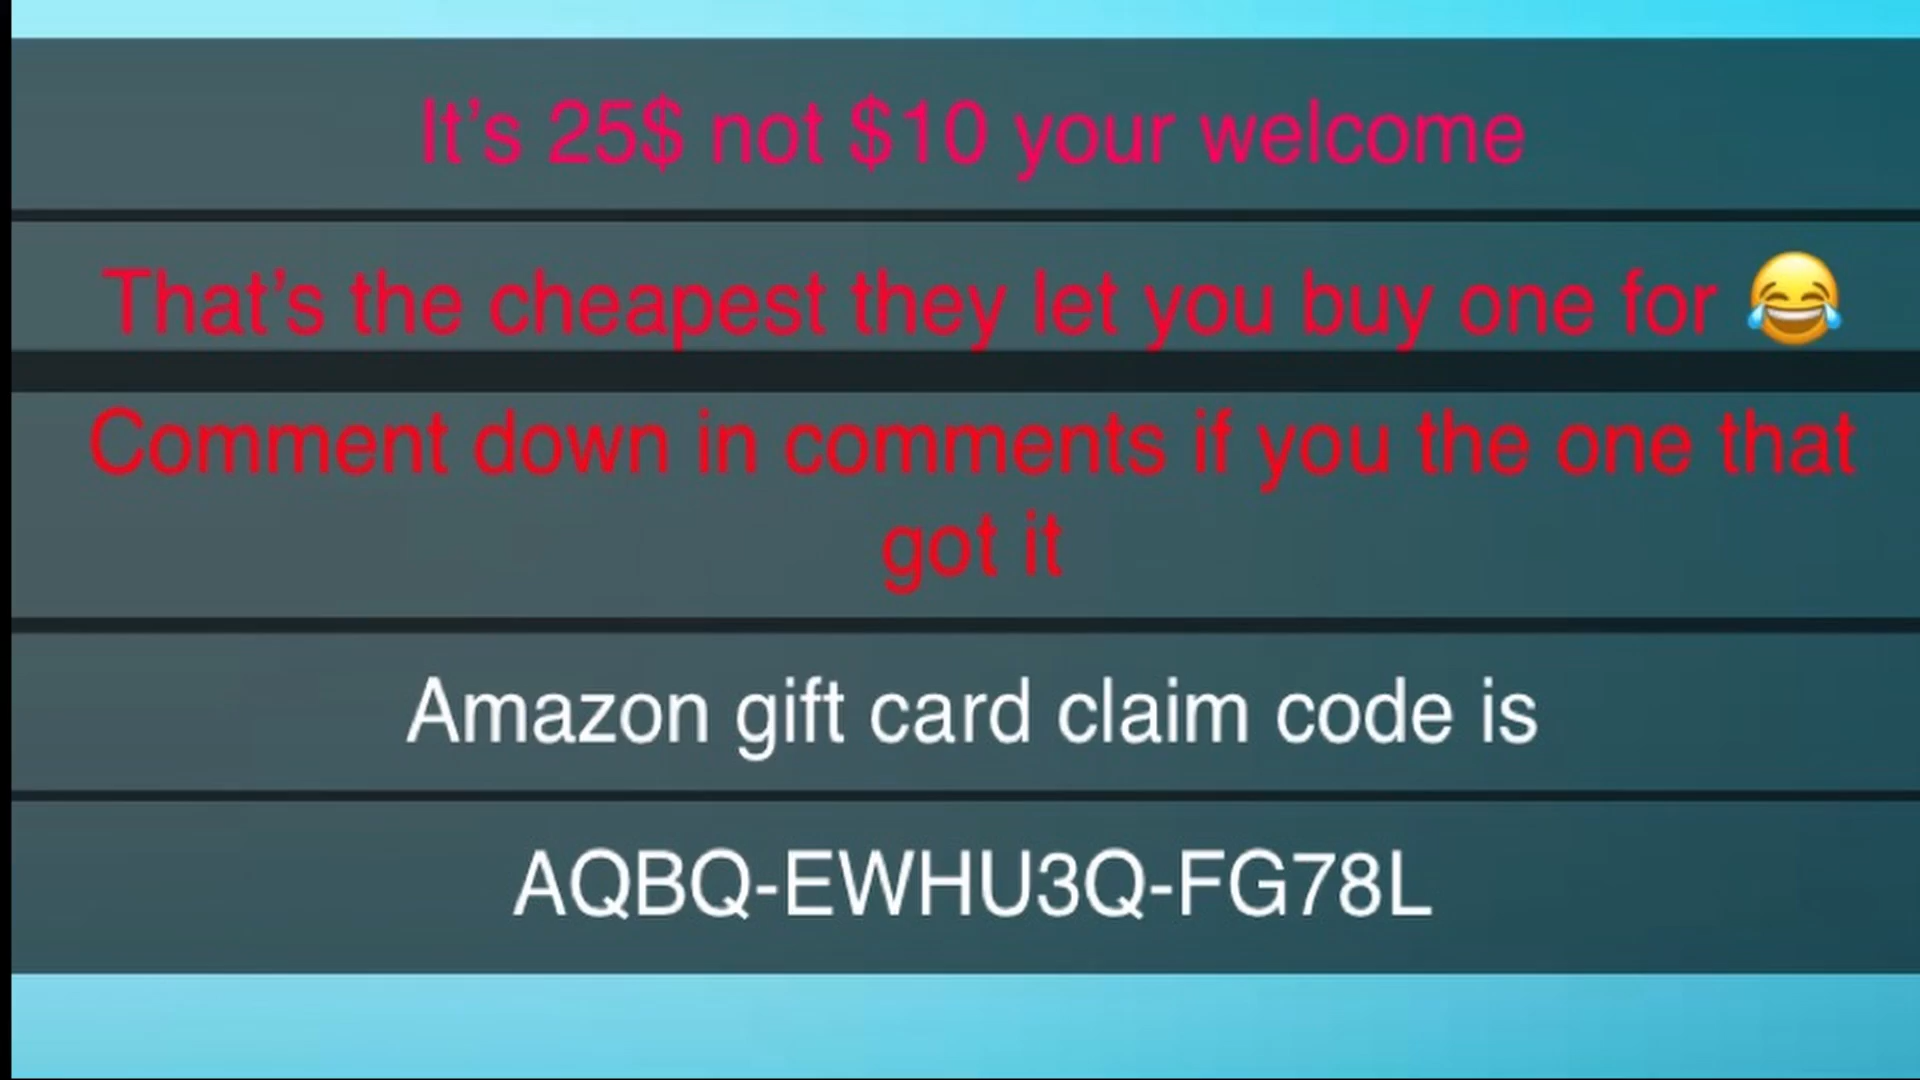 It’s 25$ not $10 your welcome
That’s the cheapest they let you buy one for 😂
Comment down in comments if you the one that
got it
Amazon gift card claim code is
AQBQ-EWHU3Q-FG78L